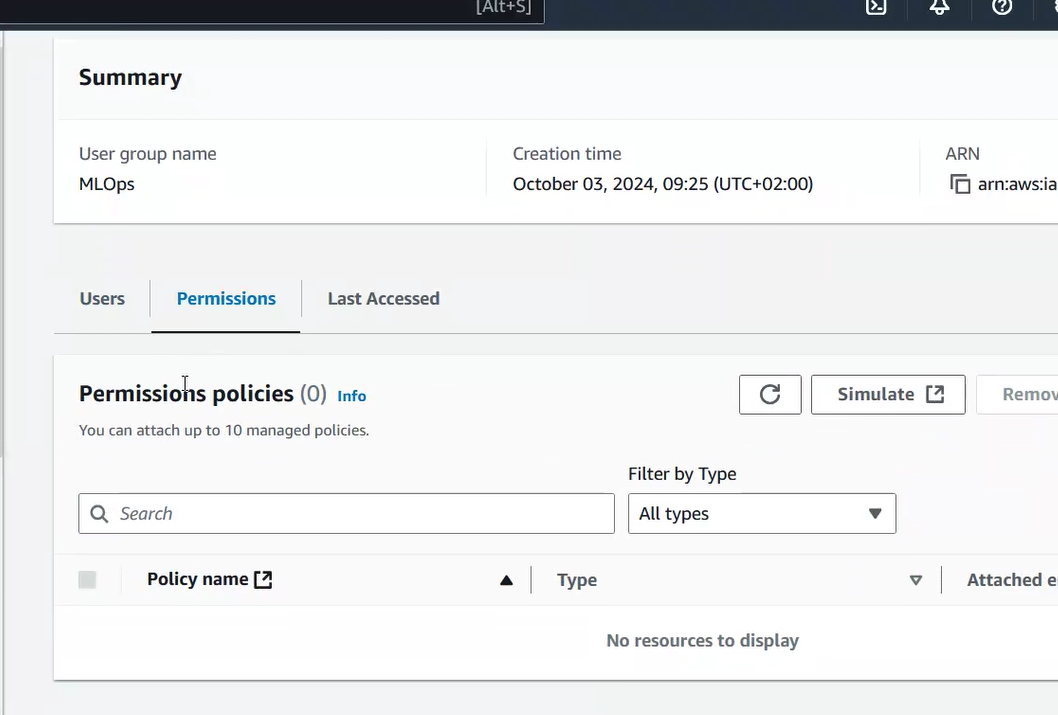 [Alt+S]
Summary
User group name
MLOps
Creation time
October 03, 2024, 09:25 (UTC+02:00)
ARN
arn:aws:ia
Users
Permissions
Last Accessed
Permissions policies (0) Info
You can attach up to 10 managed policies.
Simulate
Remov
Filter by Type
Search
All types
Policy name
Type
Attached e
No resources to display